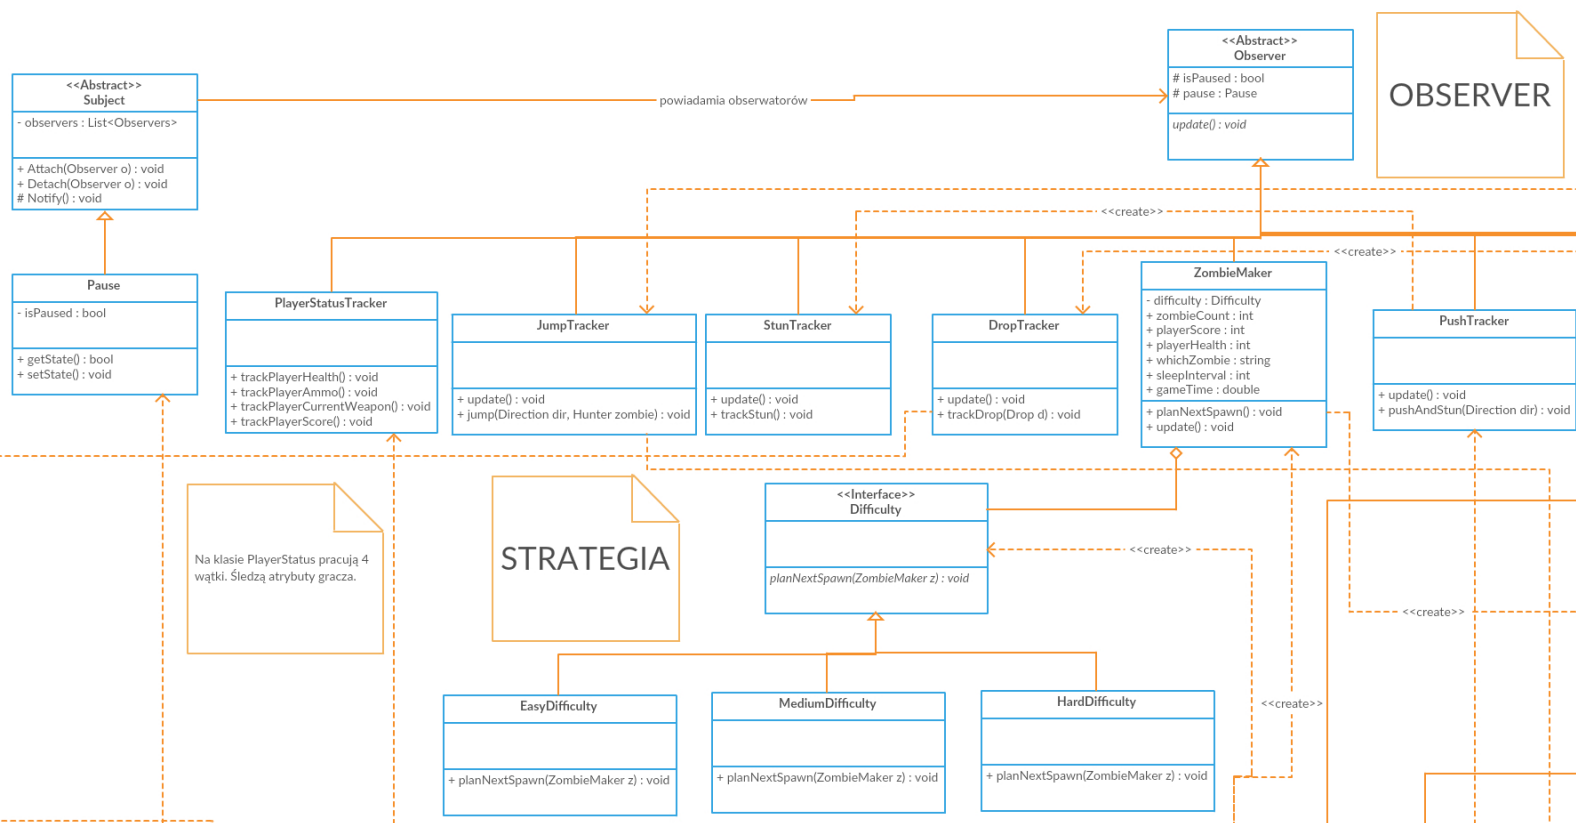 <<Abstract>>
Subject
- observers : List<Observers>
+ Attach(Observer o) : void
+ Detach(Observer o) : void
# Notify() : void
powiadamia obserwatorów
<<Abstract>>
Observer
# isPaused : bool
# pause : Pause
update() : void
OBSERVER
<<create>>
<<create>>
Pause
- isPaused : bool
+ getState() : bool
+ setState() : void
PlayerStatusTracker
+ trackPlayerHealth() : void
+ trackPlayerAmmo() : void
+ trackPlayerCurrentWeapon() : void
+ trackPlayerScore() : void
JumpTracker
+ update() : void
+ jump(Direction dir, Hunter zombie) : void
StunTracker
+ update() : void
+ trackStun() : void
DropTracker
+ update() : void
+ trackDrop(Drop d) : void
ZombieMaker
- difficulty : Difficulty
+ zombieCount : int
+ playerScore : int
+ playerHealth : int
+ whichZombie : string
+ sleepInterval : int
+ gameTime : double
+ planNextSpawn() : void
+ update() : void
PushTracker
+ update() : void
+ pushAndStun(Direction dir) : void
Na klasie PlayerStatus pracują 4
wątki. Śledzą atrybuty gracza.
STRATEGIA
<<Interface>>
Difficulty
planNextSpawn(ZombieMaker z) : void
<<create>>
<<create>>
<<create>>
EasyDifficulty
+ planNextSpawn(ZombieMaker z) : void
MediumDifficulty
+ planNextSpawn(ZombieMaker z) : void
HardDifficulty
+ planNextSpawn(ZombieMaker z) : void